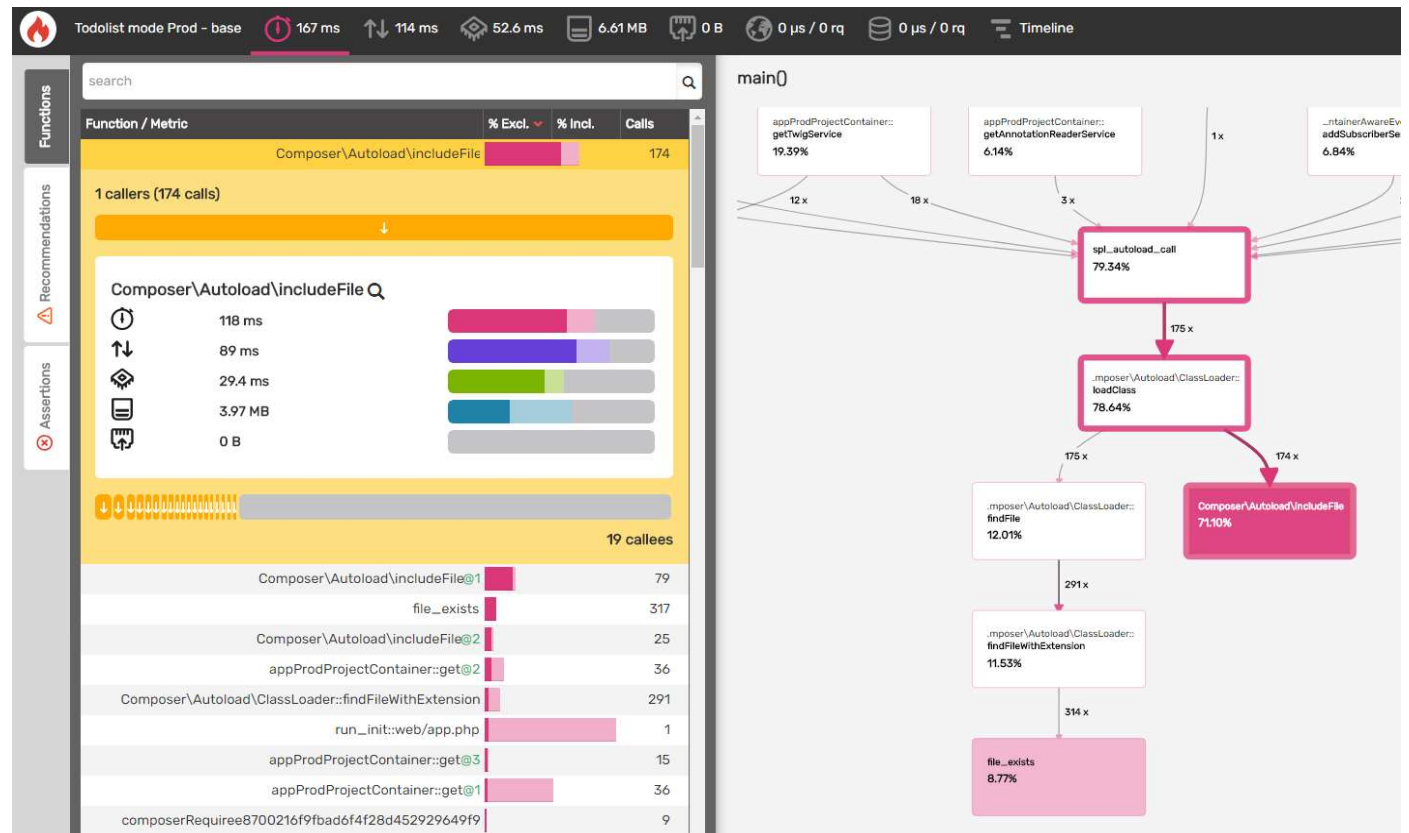 Todolist mode Prod - base 167 ms 114 ms 52.6 ms 6.61 MB 0 B 0 µs / 0 rq 0 µs / 0 rq Timeline
Functions
Recommendations
Assertions
search
Function / Metric % Excl. % Incl. Calls
Composer\Autoload\includeFile 174
1 callers (174 calls)
Composer\Autoload\includeFile
118 ms
89 ms
29.4 ms
3.97 MB
0 B
19 callees
Composer\Autoload\includeFile@1 79
file_exists 317
Composer\Autoload\includeFile@2 25
appProdProjectContainer::get@2 36
Composer\Autoload\ClassLoader::findFileWithExtension 291
run_init::web/app.php 1
appProdProjectContainer::get@3 15
appProdProjectContainer::get@1 36
composerRequiree8700216f9fbad6f4f28d452929649f9 9
main()
appProdProjectContainer::
getTwigService
19.39%
appProdProjectContainer::
getAnnotationReaderService
6.14%
1 x
_ntainerAwareEv
addSubscriberSe
6.84%
12 x
18 x
3 x
spl_autoload_call
79.34%
175 x
.mposer\Autoload\ClassLoader::
loadClass
78.64%
175 x
174 x
.mposer\Autoload\ClassLoader::
findFile
12.01%
Composer\Autoload\includeFile
71.10%
291 x
.mposer\Autoload\ClassLoader::
findFileWithExtension
11.53%
314 x
file_exists
8.77%